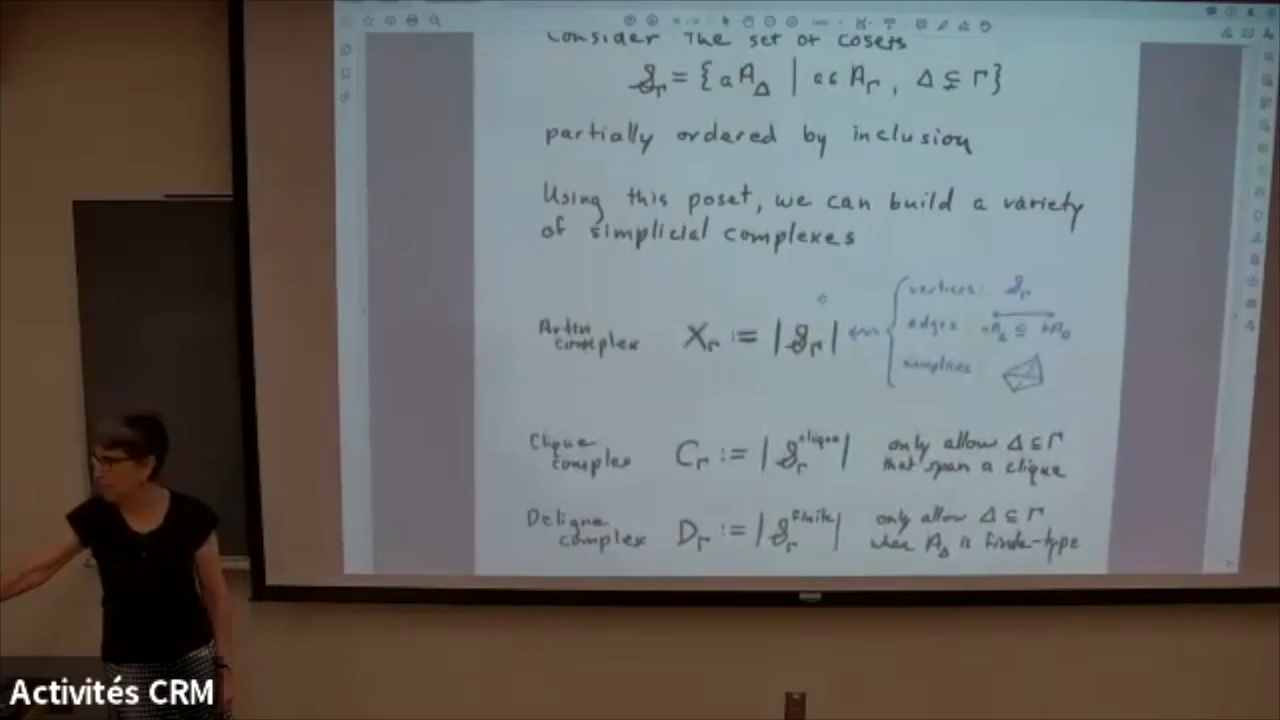 Consider the set of cosets
𝒮_Γ = { aA_Δ | a ∈ A_Γ, Δ ⊊ Γ }
partially ordered by inclusion
Using this poset, we can build a variety
of simplicial complexes
Artin complex X_Γ := |𝒮_Γ| ⇜ { vertices: 𝒮_Γ
edges aA_Δ ⊆ bA_Θ
simplices
Clique complex C_Γ := |𝒮_Γ^clique| only allow Δ ⊆ Γ
that span a clique
Deligne complex D_Γ := |𝒮_Γ^finite| only allow Δ ⊆ Γ
when A_Δ is finite-type
Activités CRM